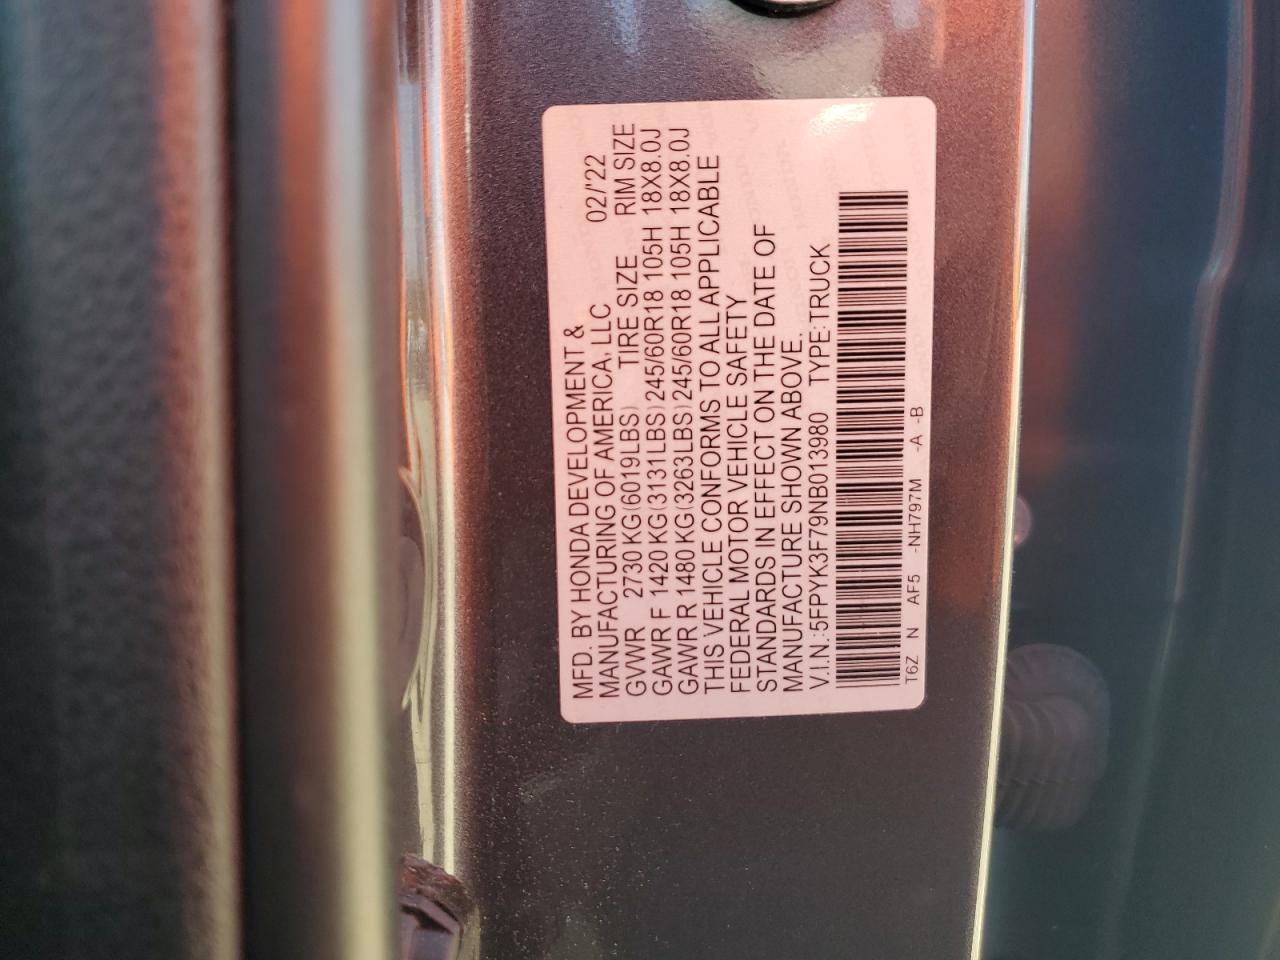 MFD. BY HONDA DEVELOPMENT &
MANUFACTURING OF AMERICA, LLC 02/'22
GVWR 2730 KG(6019LBS) TIRE SIZE RIM SIZE
GAWR F 1420 KG(3131LBS)245/60R18 105H 18X8.0J
GAWR R 1480 KG(3263LBS)245/60R18 105H 18X8.0J
THIS VEHICLE CONFORMS TO ALL APPLICABLE
FEDERAL MOTOR VEHICLE SAFETY
STANDARDS IN EFFECT ON THE DATE OF
MANUFACTURE SHOWN ABOVE.
V.I.N.:5FPYK3F79NB013980 TYPE:TRUCK
T6Z N AF5 -NH797M -A -B